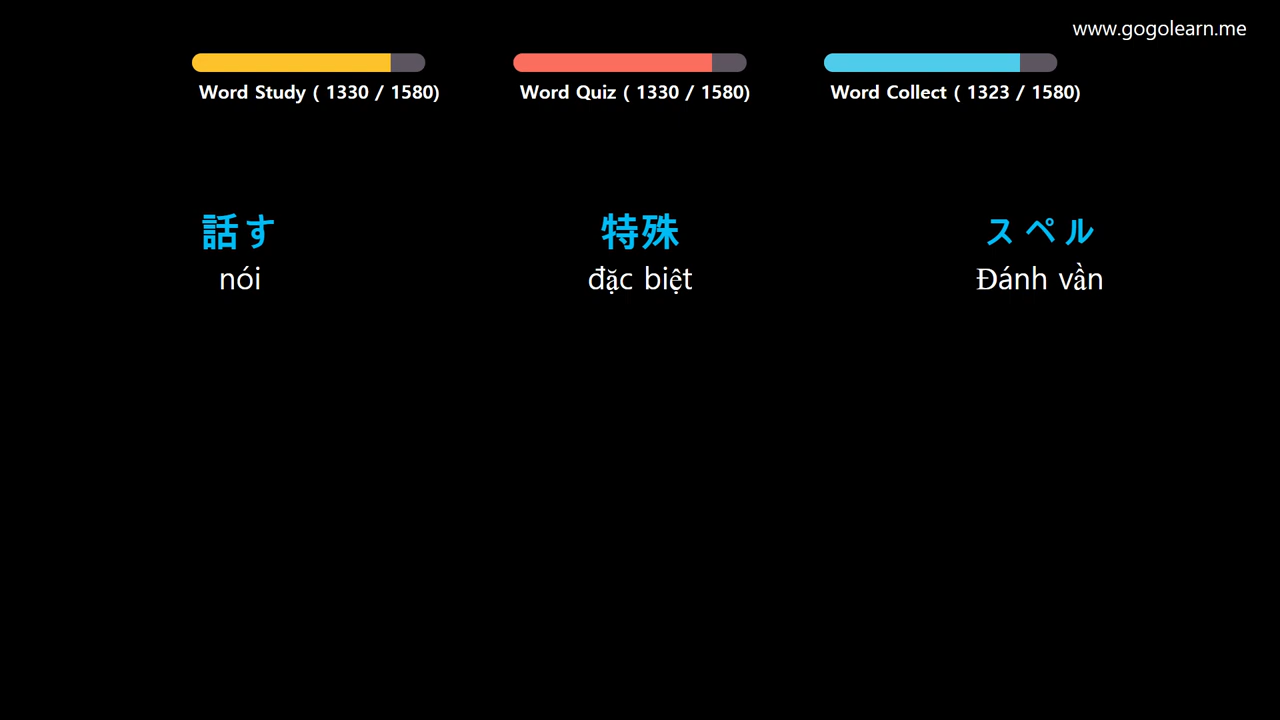 www.gogolearn.me
Word Study ( 1330 / 1580)
Word Quiz ( 1330 / 1580)
Word Collect ( 1323 / 1580)
話す
nói
特殊
đặc biệt
スペル
Đánh vần